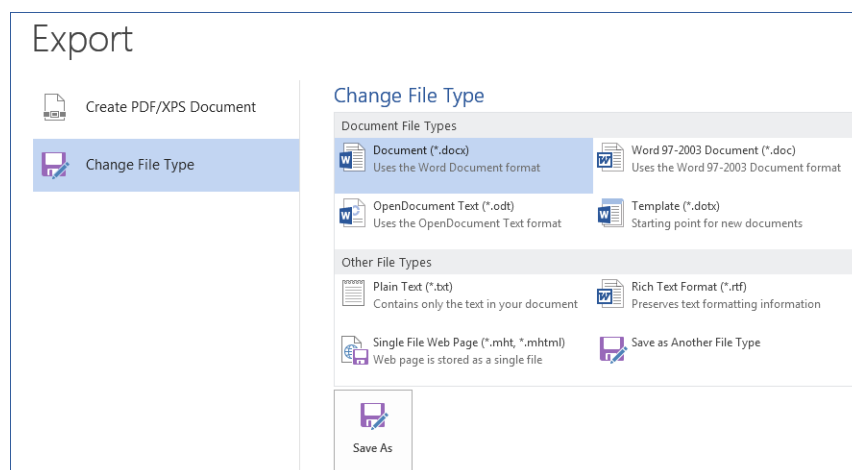 Export
Create PDF/XPS Document
Change File Type
Change File Type
Document File Types
Document (*.docx)
Uses the Word Document format
Word 97-2003 Document (*.doc)
Uses the Word 97-2003 Document format
OpenDocument Text (*.odt)
Uses the OpenDocument Text format
Template (*.dotx)
Starting point for new documents
Other File Types
Plain Text (*.txt)
Contains only the text in your document
Rich Text Format (*.rtf)
Preserves text formatting information
Single File Web Page (*.mht, *.mhtml)
Web page is stored as a single file
Save as Another File Type
Save As